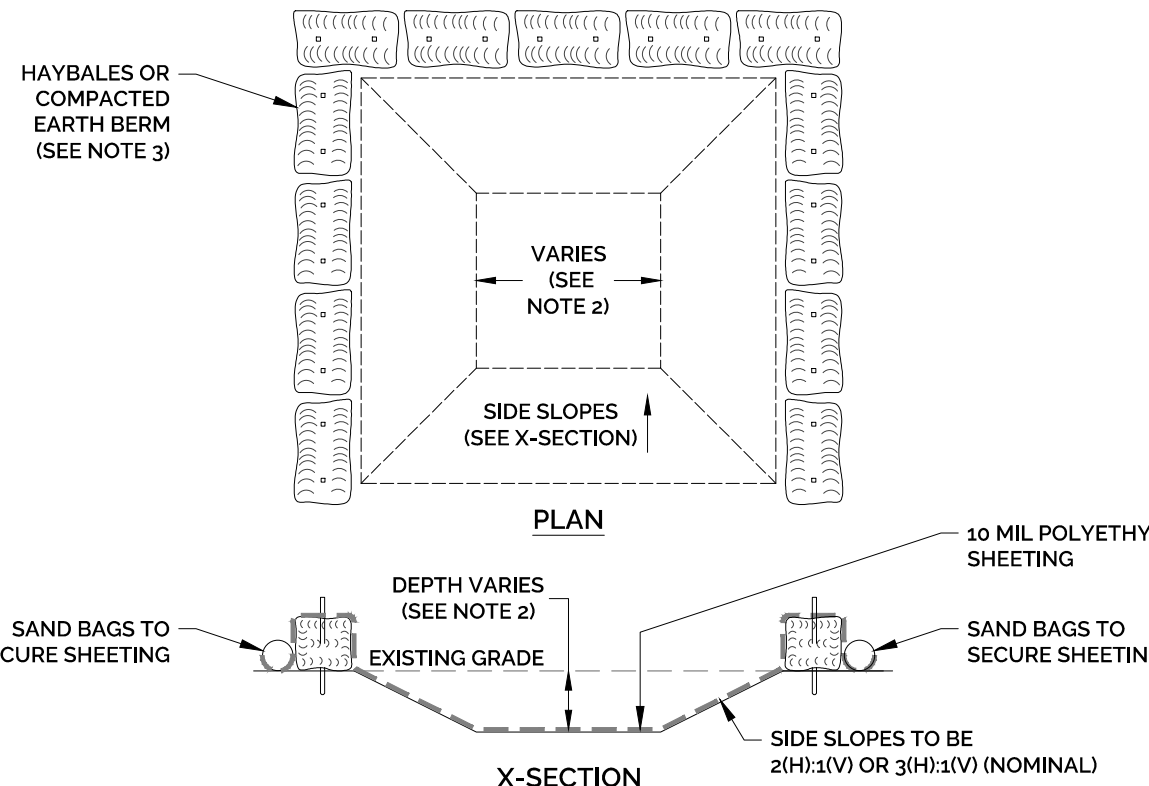 HAYBALES OR
COMPACTED
EARTH BERM
(SEE NOTE 3)
VARIES
(SEE
NOTE 2)
SIDE SLOPES
(SEE X-SECTION)
PLAN
10 MIL POLYETHY
SHEETING
DEPTH VARIES
(SEE NOTE 2)
SAND BAGS TO
CURE SHEETING
EXISTING GRADE
SAND BAGS TO
SECURE SHEETIN
SIDE SLOPES TO BE
2(H):1(V) OR 3(H):1(V) (NOMINAL)
X-SECTION